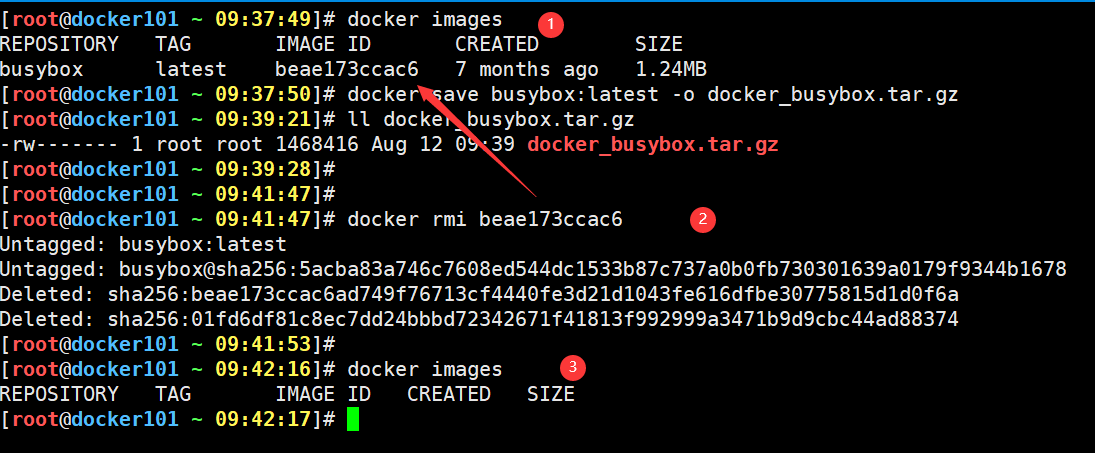 [root@docker101 ~ 09:37:49]# docker images 1
REPOSITORY TAG IMAGE ID CREATED SIZE
busybox latest beae173ccac6 7 months ago 1.24MB
[root@docker101 ~ 09:37:50]# docker save busybox:latest -o docker_busybox.tar.gz
[root@docker101 ~ 09:39:21]# ll docker_busybox.tar.gz
-rw------- 1 root root 1468416 Aug 12 09:39 docker_busybox.tar.gz
[root@docker101 ~ 09:39:28]#
[root@docker101 ~ 09:41:47]#
[root@docker101 ~ 09:41:47]# docker rmi beae173ccac6 2
Untagged: busybox:latest
Untagged: busybox@sha256:5acba83a746c7608ed544dc1533b87c737a0b0fb730301639a0179f9344b1678
Deleted: sha256:beae173ccac6ad749f76713cf4440fe3d21d1043fe616dfbe30775815d1d0f6a
Deleted: sha256:01fd6df81c8ec7dd24bbbd72342671f41813f992999a3471b9d9cbc44ad88374
[root@docker101 ~ 09:41:53]#
[root@docker101 ~ 09:42:16]# docker images 3
REPOSITORY TAG IMAGE ID CREATED SIZE
[root@docker101 ~ 09:42:17]#